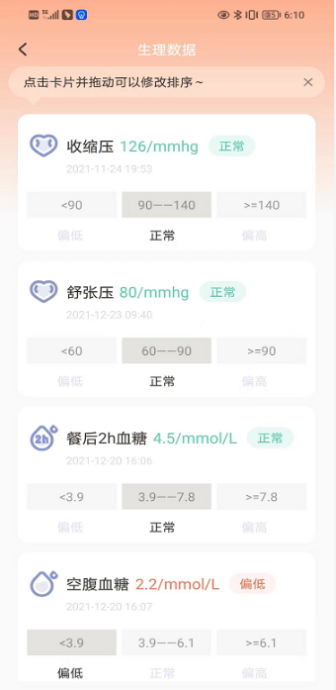 HD 5G 85 6:10
生理数据
点击卡片并拖动可以修改排序~ ×
收缩压 126/mmhg 正常
2021-11-24 19:53
<90 90——140 >=140
偏低 正常 偏高
舒张压 80/mmhg 正常
2021-12-23 09:40
<60 60——90 >=90
偏低 正常 偏高
2h 餐后2h血糖 4.5/mmol/L 正常
2021-12-20 16:06
<3.9 3.9——7.8 >=7.8
偏低 正常 偏高
空腹血糖 2.2/mmol/L 偏低
2021-12-20 16:07
<3.9 3.9——6.1 >=6.1
偏低 正常 偏高